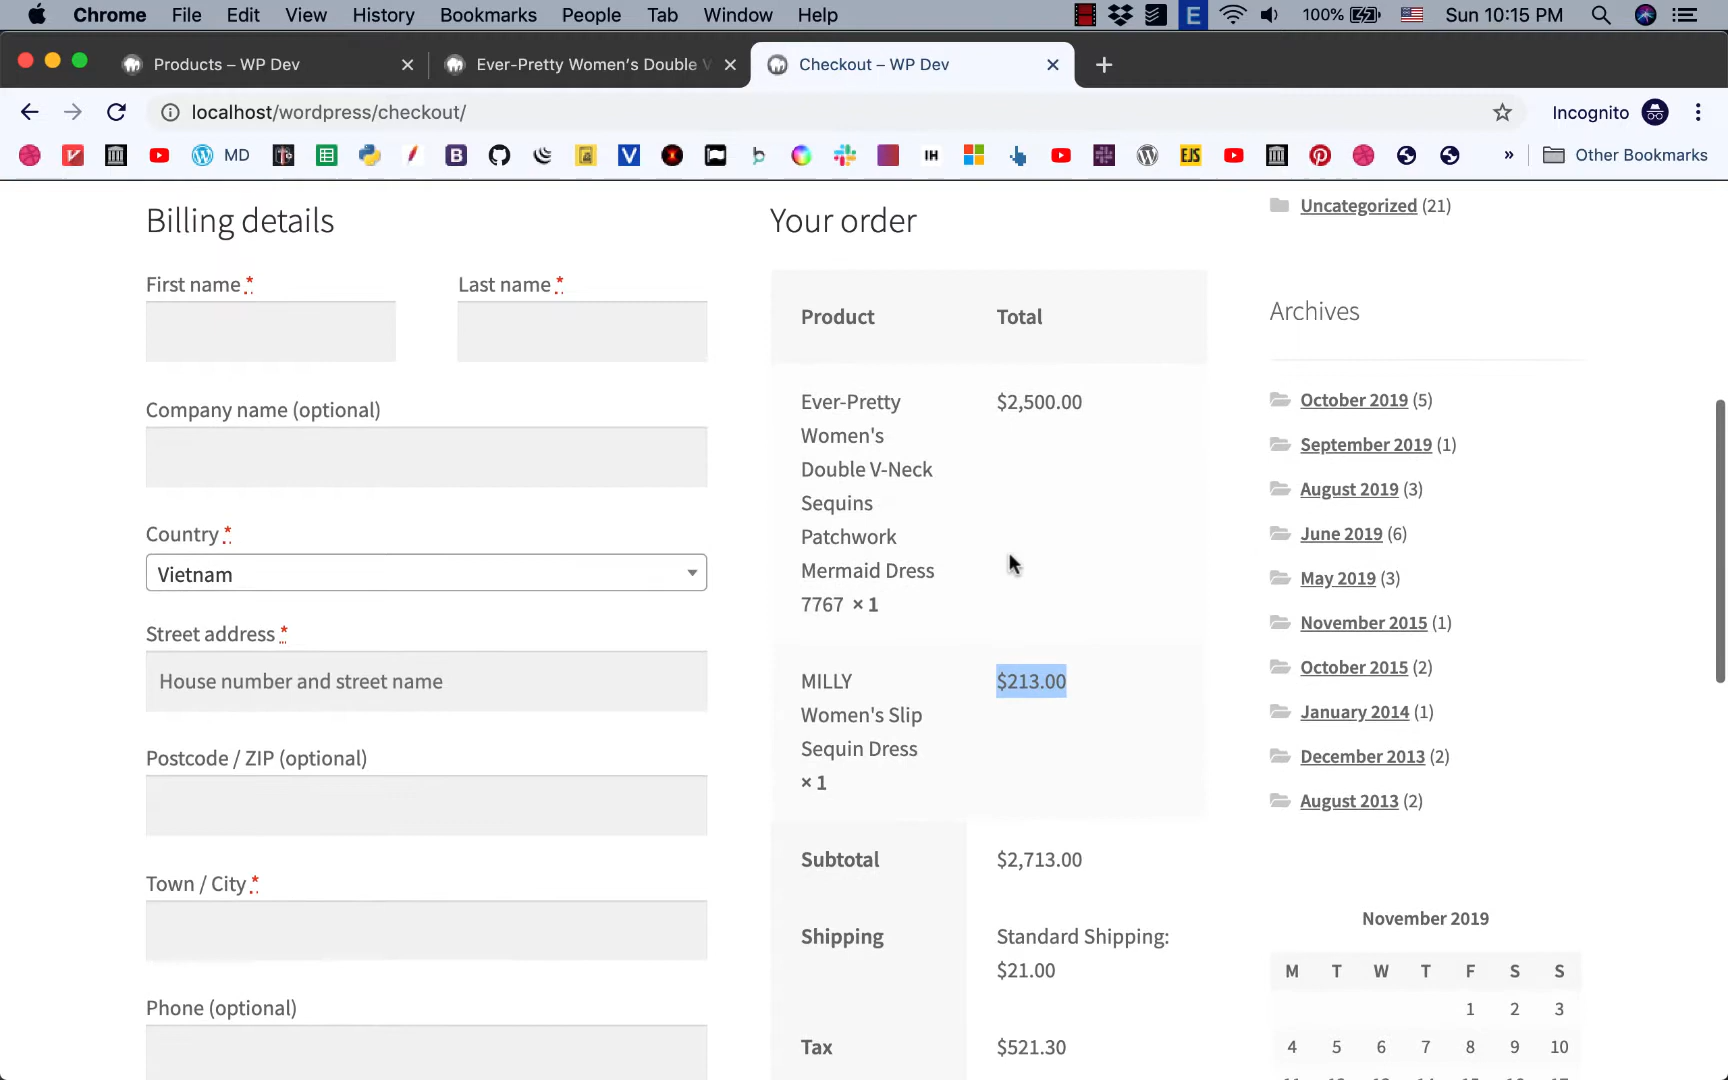 Chrome File Edit View History Bookmarks People Tab Window Help 100% Sun 10:15 PM
Products – WP Dev
Ever-Pretty Women's Double V
Checkout – WP Dev
localhost/wordpress/checkout/
Incognito
MD
IH
EJS
»
Other Bookmarks
Billing details
First name *
Last name *
Company name (optional)
Country *
Vietnam
Street address *
House number and street name
Postcode / ZIP (optional)
Town / City *
Phone (optional)
Your order
Product Total
Ever-Pretty $2,500.00
Women's
Double V-Neck
Sequins
Patchwork
Mermaid Dress
7767 × 1
MILLY $213.00
Women's Slip
Sequin Dress
× 1
Subtotal $2,713.00
Shipping Standard Shipping:
$21.00
Tax $521.30
Uncategorized (21)
Archives
October 2019 (5)
September 2019 (1)
August 2019 (3)
June 2019 (6)
May 2019 (3)
November 2015 (1)
October 2015 (2)
January 2014 (1)
December 2013 (2)
August 2013 (2)
November 2019
M T W T F S S
1 2 3
4 5 6 7 8 9 10